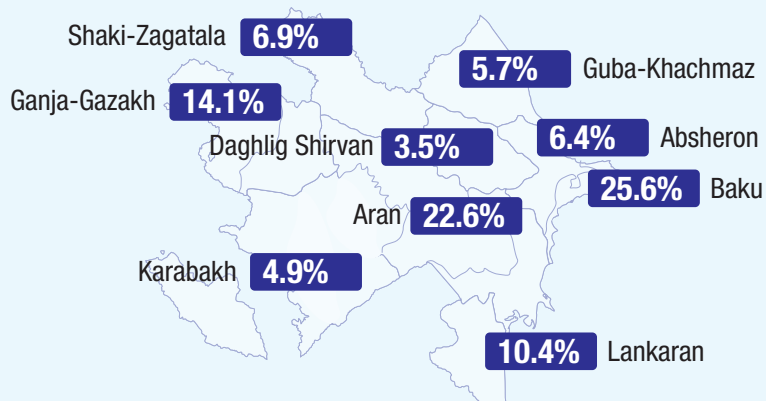 Shaki-Zagatala 6.9%
5.7% Guba-Khachmaz
Ganja-Gazakh 14.1%
6.4% Absheron
Daghlig Shirvan 3.5%
25.6% Baku
Aran 22.6%
Karabakh 4.9%
10.4% Lankaran